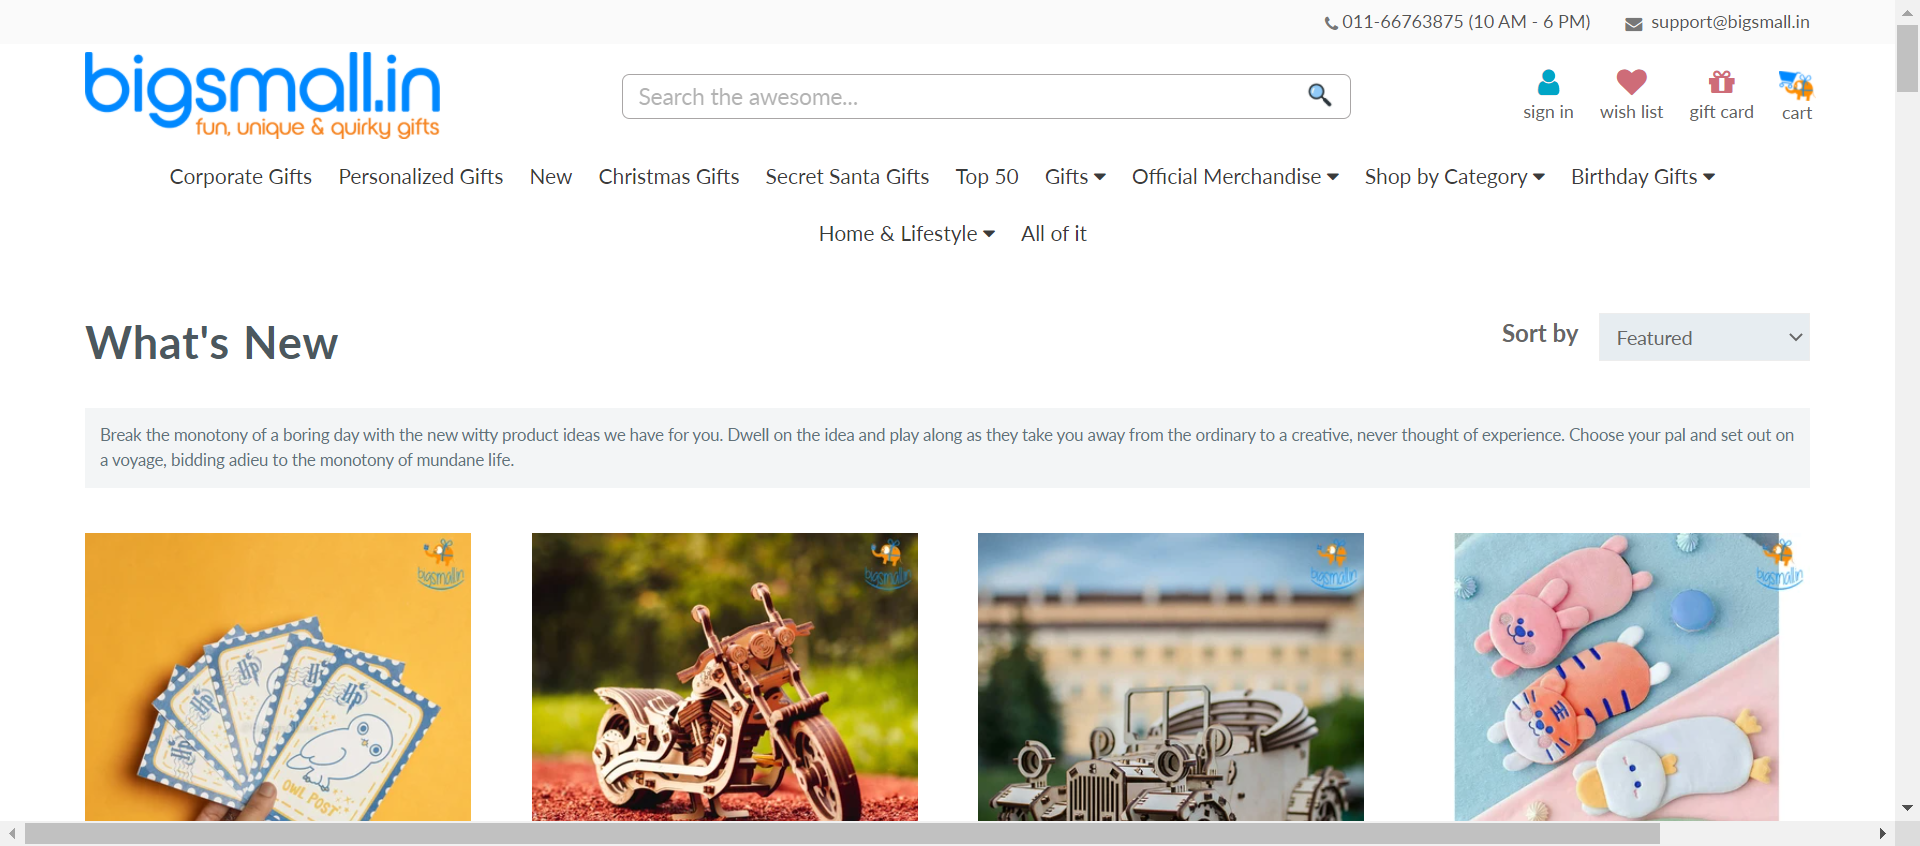 011-66763875 (10 AM - 6 PM) support@bigsmall.in
bigsmall.in
fun, unique & quirky gifts
Search the awesome...
sign in wish list gift card cart
Corporate Gifts Personalized Gifts New Christmas Gifts Secret Santa Gifts Top 50 Gifts Official Merchandise Shop by Category Birthday Gifts
Home & Lifestyle All of it
What's New
Sort by Featured
Break the monotony of a boring day with the new witty product ideas we have for you. Dwell on the idea and play along as they take you away from the ordinary to a creative, never thought of experience. Choose your pal and set out on
a voyage, bidding adieu to the monotony of mundane life.
bigsmall.in
bigsmall.in
bigsmall.in
bigsmall.in
HP HP HP HP
OWL POST